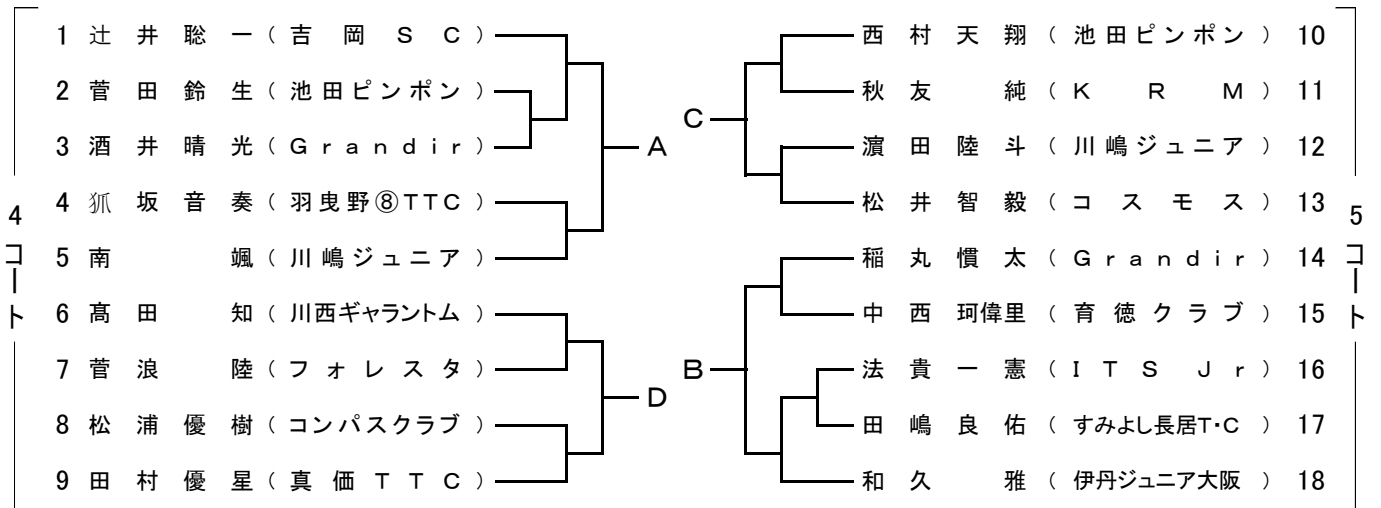 4コート
1 辻井聡一(吉岡SC)
2 菅田鈴生(池田ピンポン)
3 酒井晴光(Grandir)
4 狐坂音奏(羽曳野⑧TTC)
5 南颯(川嶋ジュニア)
6 髙田知(川西ギャラントム)
7 菅浪陸(フォレスタ)
8 松浦優樹(コンパスクラブ)
9 田村優星(真価TTC)
A
D
C
B
西村天翔(池田ピンポン) 10
秋友純(KRM) 11
濵田陸斗(川嶋ジュニア) 12
松井智毅(コスモス) 13
稲丸慣太(Grandir) 14
中西珂偉里(育徳クラブ) 15
法貴一憲(ITS Jr) 16
田嶋良佑(すみよし長居T・C) 17
和久雅(伊丹ジュニア大阪) 18
5コート